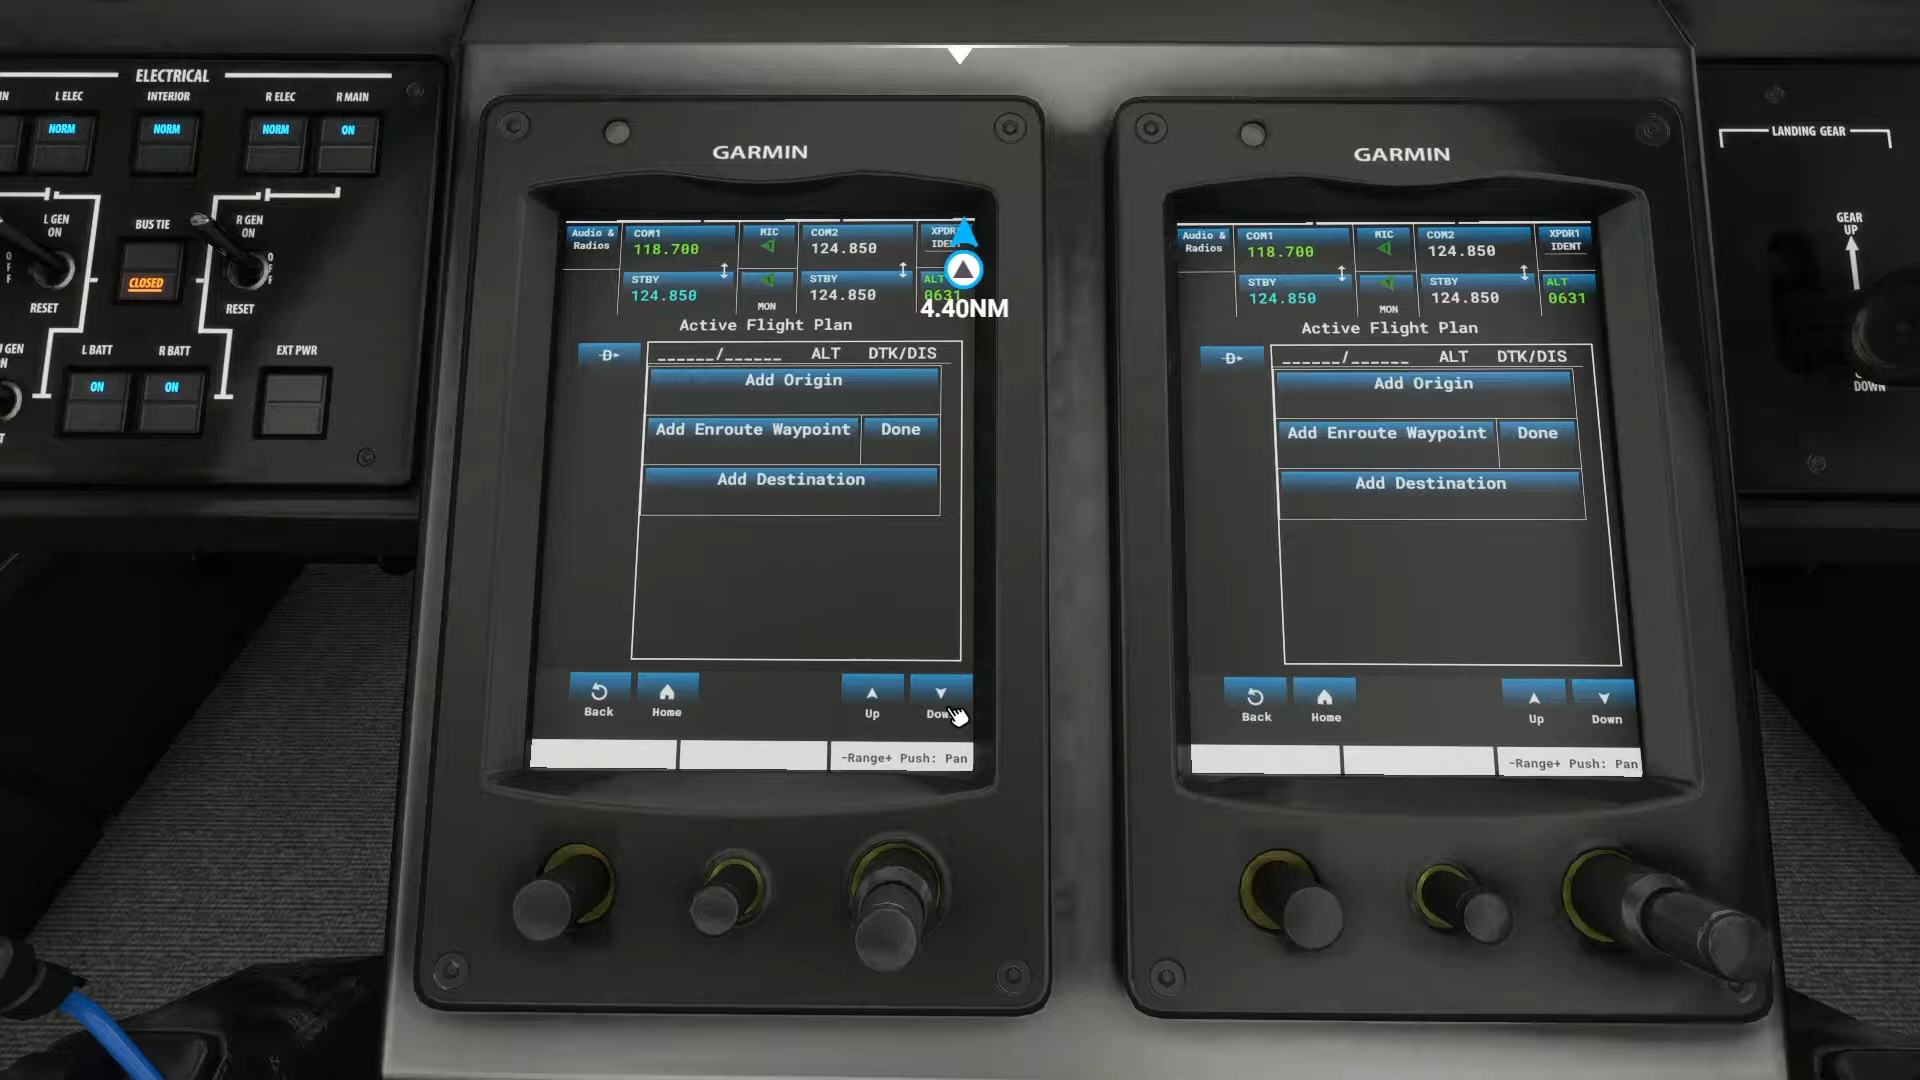 ELECTRICAL
L ELEC
INTERIOR
R ELEC
R MAIN
NORM
NORM
NORM
ON
L GEN
ON
BUS TIE
R GEN
ON
OFF
OFF
CLOSED
RESET
RESET
GEN
L BATT
R BATT
EXT PWR
ON
ON
GARMIN
Audio & Radios
COM1
118.700
MIC
COM2
124.850
XPDR1
STBY
124.850
MON
STBY
124.850
ALT
0631
4.40NM
Active Flight Plan
D
______/______
ALT
DTK/DIS
Add Origin
Add Enroute Waypoint
Done
Add Destination
Back
Home
Up
Down
-Range+ Push: Pan
GARMIN
Audio & Radios
COM1
118.700
MIC
COM2
124.850
XPDR1
IDENT
STBY
124.850
MON
STBY
124.850
ALT
0631
Active Flight Plan
D
______/______
ALT
DTK/DIS
Add Origin
Add Enroute Waypoint
Done
Add Destination
Back
Home
Up
Down
-Range+ Push: Pan
LANDING GEAR
GEAR
UP
DOWN